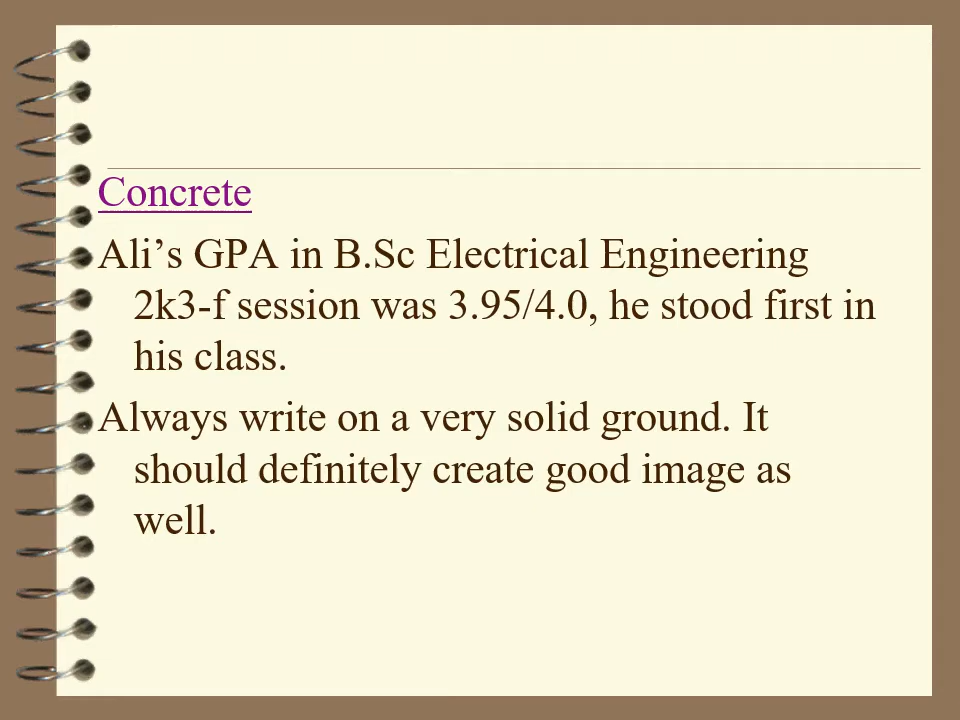 Concrete
Ali’s GPA in B.Sc Electrical Engineering
2k3-f session was 3.95/4.0, he stood first in
his class.
Always write on a very solid ground. It
should definitely create good image as
well.